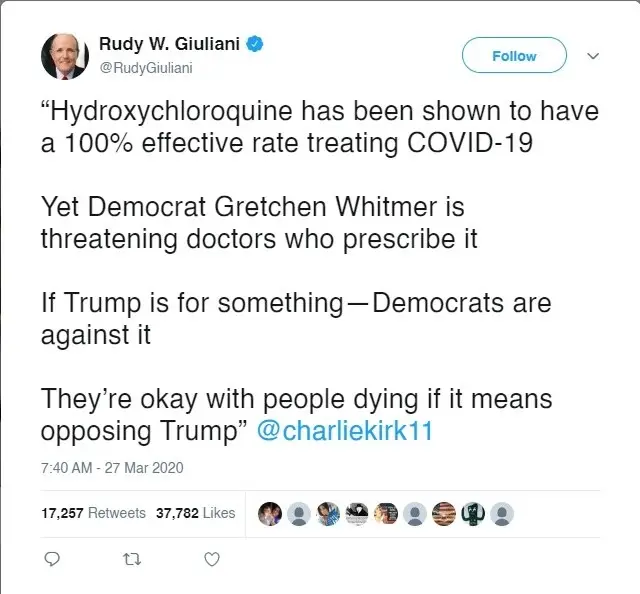 Rudy W. Giuliani
@RudyGiuliani
Follow
“Hydroxychloroquine has been shown to have
a 100% effective rate treating COVID-19
Yet Democrat Gretchen Whitmer is
threatening doctors who prescribe it
If Trump is for something—Democrats are
against it
They’re okay with people dying if it means
opposing Trump” @charliekirk11
7:40 AM - 27 Mar 2020
17,257 Retweets 37,782 Likes